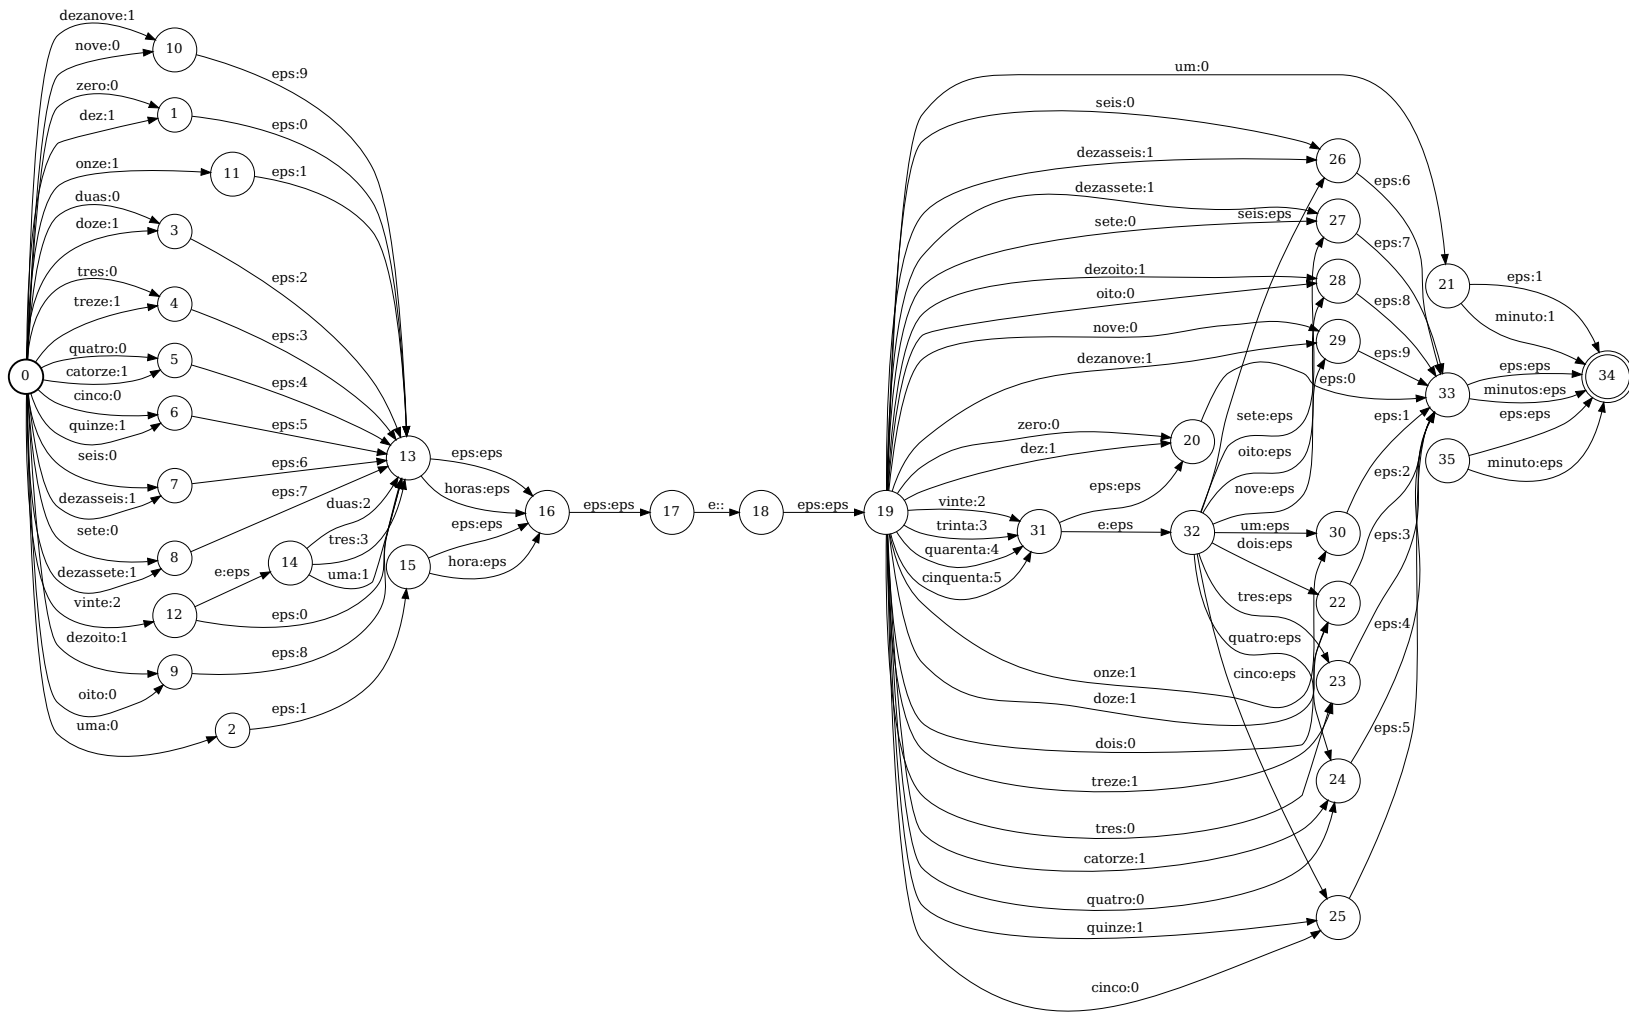 dezanove:1
nove:0
10
eps:9
zero:0
dez:1
1
eps:0
onze:1
11
eps:1
duas:0
doze:1
3
eps:2
tres:0
treze:1
4
eps:3
0
quatro:0
catorze:1
5
eps:4
cinco:0
quinze:1
6
eps:5
seis:0
dezasseis:1
7
eps:6
sete:0
dezassete:1
8
eps:7
vinte:2
12
e:eps
14
duas:2
tres:3
uma:1
eps:0
dezoito:1
oito:0
9
eps:8
uma:0
2
eps:1
13
eps:eps
horas:eps
15
eps:eps
hora:eps
16
eps:eps
17
e::
18
eps:eps
19
um:0
seis:0
dezasseis:1
dezassete:1
sete:0
dezoito:1
oito:0
nove:0
dezanove:1
zero:0
dez:1
vinte:2
trinta:3
quarenta:4
cinquenta:5
onze:1
doze:1
dois:0
treze:1
tres:0
catorze:1
quatro:0
quinze:1
cinco:0
31
eps:eps
e:eps
20
eps:0
32
seis:eps
sete:eps
oito:eps
nove:eps
um:eps
dois:eps
tres:eps
quatro:eps
cinco:eps
26
eps:6
27
eps:7
28
eps:8
29
eps:9
30
eps:1
22
eps:2
23
eps:3
24
eps:4
25
eps:5
21
eps:1
minuto:1
33
eps:eps
minutos:eps
35
eps:eps
minuto:eps
34